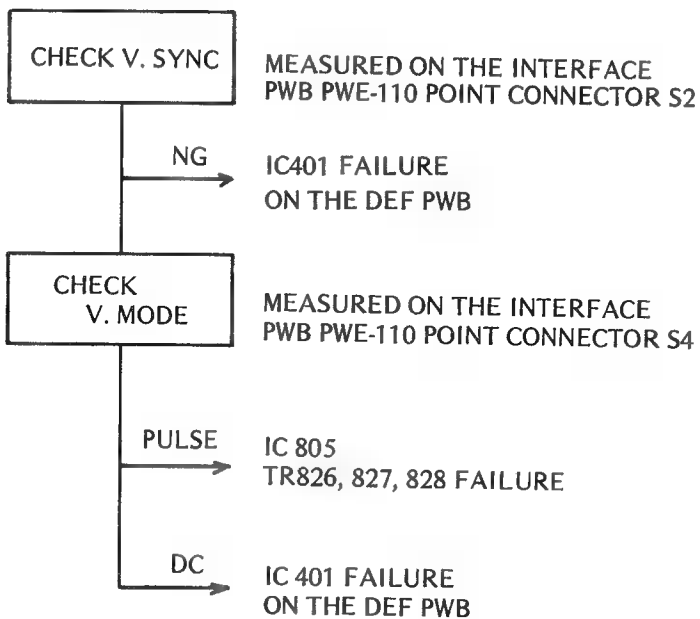 CHECK V. SYNC
MEASURED ON THE INTERFACE
PWB PWE-110 POINT CONNECTOR S2
NG
IC401 FAILURE
ON THE DEF PWB
CHECK
V. MODE
MEASURED ON THE INTERFACE
PWB PWE-110 POINT CONNECTOR S4
PULSE
IC 805
TR826, 827, 828 FAILURE
DC
IC 401 FAILURE
ON THE DEF PWB